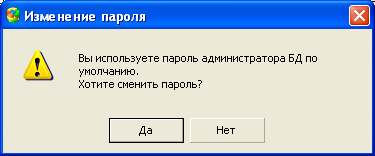 Изменение пароля
Вы используете пароль администратора БД по
умолчанию.
Хотите сменить пароль?
Да
Нет